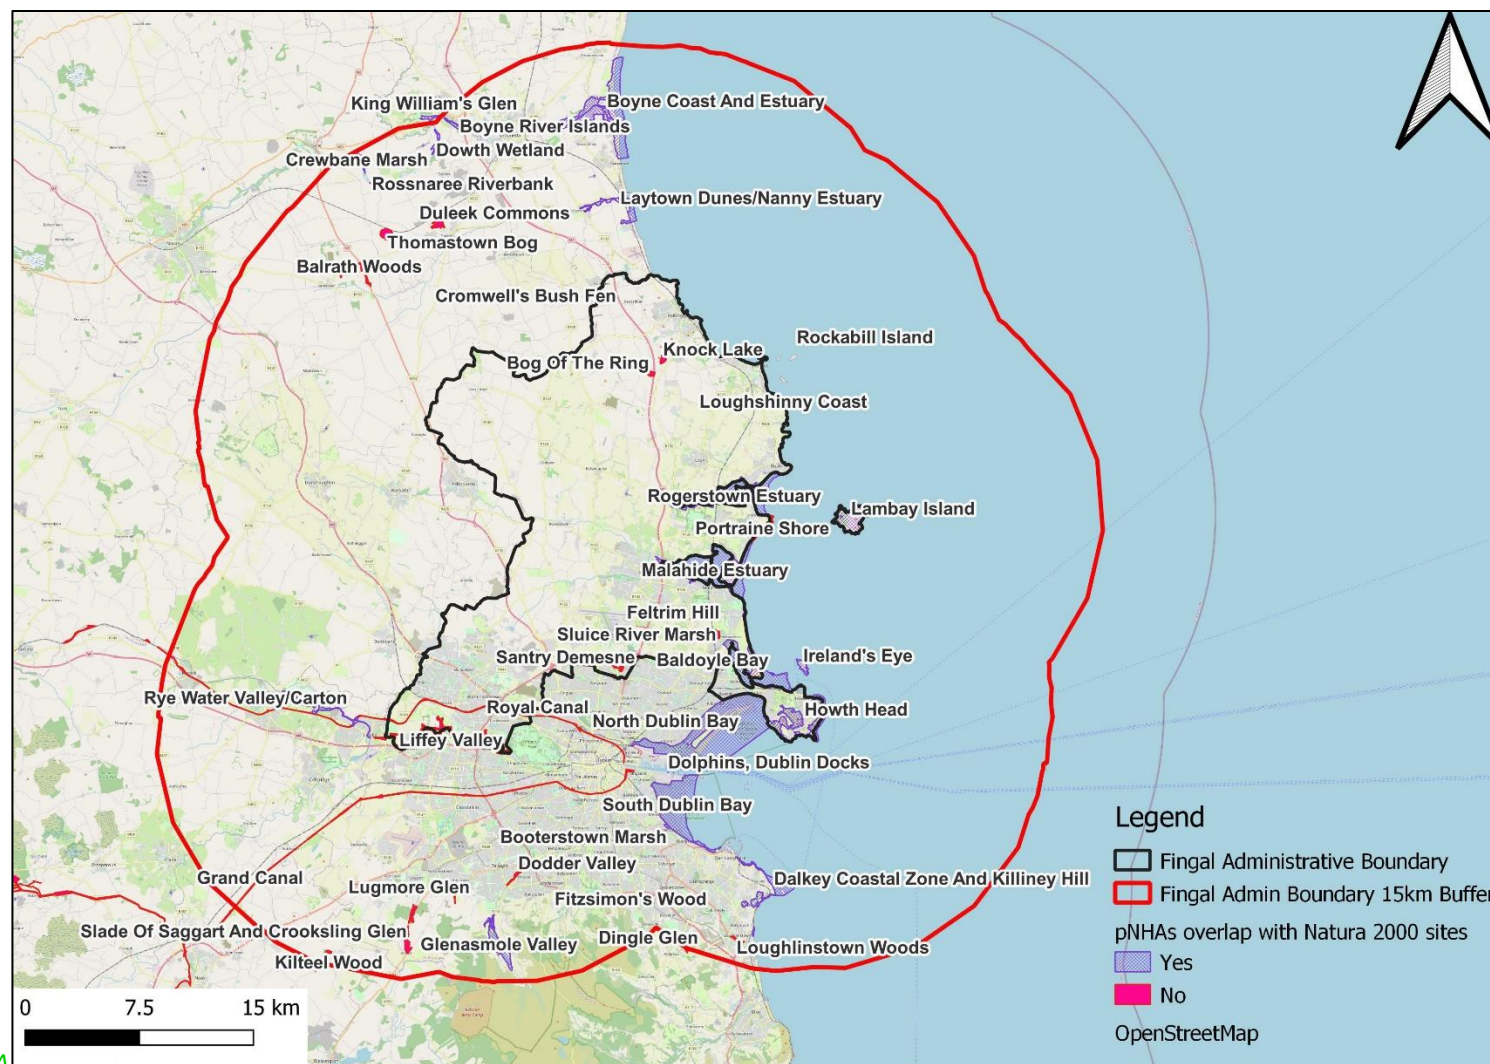 King William's Glen
Boyne Coast And Estuary
Boyne River Islands
Dowth Wetland
Crewbane Marsh
Rossnaree Riverbank
Laytown Dunes/Nanny Estuary
Duleek Commons
Thomastown Bog
Balrath Woods
Cromwell's Bush Fen
Rockabill Island
Knock Lake
Bog Of The Ring
Loughshinny Coast
Rogerstown Estuary
Lambay Island
Portraine Shore
Malahide Estuary
Feltrim Hill
Sluice River Marsh
Santry Demesne
Baldoyle Bay
Ireland's Eye
Rye Water Valley/Carton
Royal Canal
North Dublin Bay
Howth Head
Liffey Valley
Dolphins, Dublin Docks
South Dublin Bay
Booterstown Marsh
Dodder Valley
Grand Canal
Lugmore Glen
Dalkey Coastal Zone And Killiney Hill
Fitzsimon's Wood
Slade Of Saggart And Crooksling Glen
Glenasmole Valley
Dingle Glen
Loughlinstown Woods
Kilteel Wood
0 7.5 15 km
Legend
Fingal Administrative Boundary
Fingal Admin Boundary 15km Buffer
pNHAs overlap with Natura 2000 sites
Yes
No
OpenStreetMap